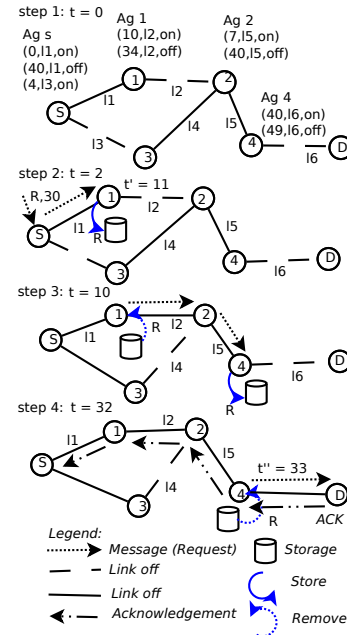 step 1: t = 0
Ag s
(0,l1,on)
(40,l1,off)
(4,l3,on)
Ag 1
(10,l2,on)
(34,l2,off)
Ag 2
(7,l5,on)
(40,l5,off)
Ag 4
(40,l6,on)
(49,l6,off)
S
1
2
3
4
D
l1
l2
l3
l4
l5
l6
step 2: t = 2
R,30
t' = 11
S
1
2
3
4
D
l1
l2
l4
l5
l6
R
step 3: t = 10
S
1
2
3
4
D
l1
l2
l4
l5
l6
R
R
step 4: t = 32
S
1
2
3
4
D
l1
l2
l4
l5
t'' = 33
R
ACK
Legend:
Message (Request)
Link off
Link off
Acknowledgement
Storage
Store
Remove